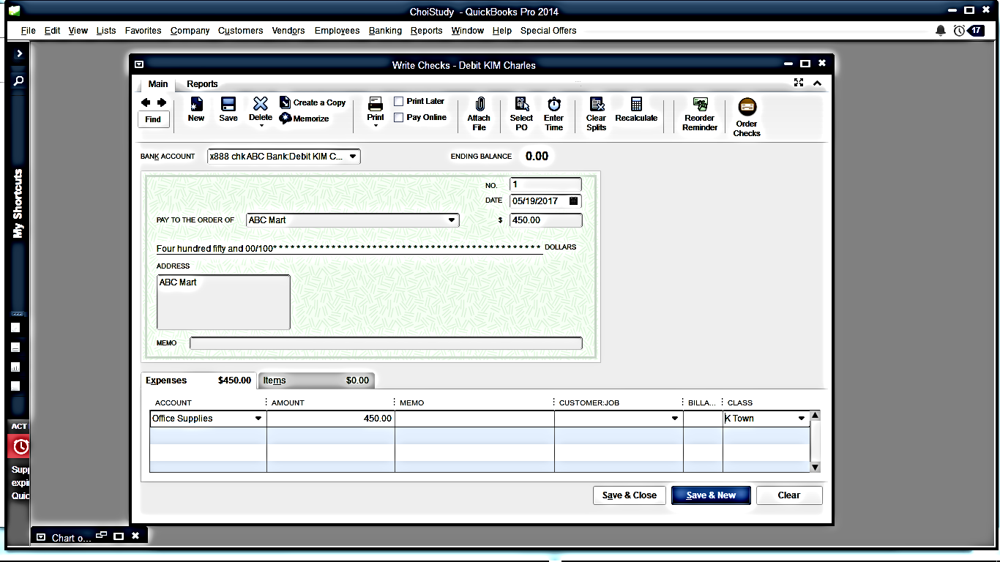 ChoiStudy - QuickBooks Pro 2014
File Edit View Lists Favorites Company Customers Vendors Employees Banking Reports Window Help Special Offers 17
Write Checks - Debit KIM Charles
Main Reports
Find New Save Delete Create a Copy Memorize Print Print Later Pay Online Attach File Select PO Enter Time Clear Splits Recalculate Reorder Reminder Order Checks
BANK ACCOUNT x888 chk ABC Bank:Debit KIM C... ENDING BALANCE 0.00
My Shortcuts
NO. 1
DATE 05/19/2017
PAY TO THE ORDER OF ABC Mart $ 450.00
Four hundred fifty and 00/100* * * * * * * * * * * * * * * * * * * * * * * * * * * * * * * * * * * * * * * * * * * * * * DOLLARS
ADDRESS
ABC Mart
MEMO
Expenses $450.00 Items $0.00
ACCOUNT AMOUNT MEMO CUSTOMER:JOB BILLA... CLASS
Office Supplies 450.00 K Town
ACT
Supp
expi
Quic
Save & Close Save & New Clear
Chart o...